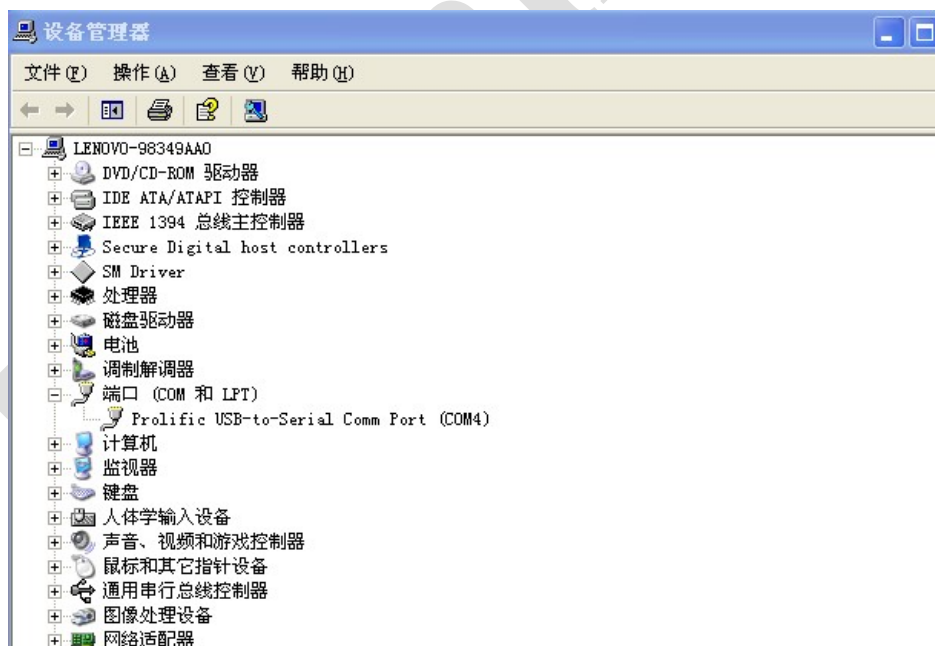 设备管理器
文件(F) 操作(A) 查看(V) 帮助(H)
LENOVO-98349AA0
DVD/CD-ROM 驱动器
IDE ATA/ATAPI 控制器
IEEE 1394 总线主控制器
Secure Digital host controllers
SM Driver
处理器
磁盘驱动器
电池
调制解调器
端口 (COM 和 LPT)
Prolific USB-to-Serial Comm Port (COM4)
计算机
监视器
键盘
人体学输入设备
声音、视频和游戏控制器
鼠标和其它指针设备
通用串行总线控制器
图像处理设备
网络适配器